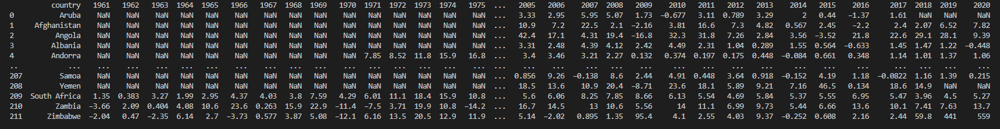 country 1961 1962 1963 1964 1965 1966 1967 1968 1969 1970 1971 1972 1973 1974 1975 ... 2005 2006 2007 2008 2009 2010 2011 2012 2013 2014 2015 2016 2017 2018 2019 2020
0 Aruba NaN NaN NaN NaN NaN NaN NaN NaN NaN NaN NaN NaN NaN NaN NaN ... 3.33 2.95 5.95 5.07 1.73 −0.677 3.11 0.789 3.29 2 0.44 −1.37 1.61 NaN NaN NaN
1 Afghanistan NaN NaN NaN NaN NaN NaN NaN NaN NaN NaN NaN NaN NaN NaN NaN ... 10.9 7.2 22.5 2.1 −2.16 3.81 16.6 7.3 4.82 0.567 2.45 −2.2 2.4 2.07 6.52 7.82
2 Angola NaN NaN NaN NaN NaN NaN NaN NaN NaN NaN NaN NaN NaN NaN NaN ... 42.4 17.1 4.31 19.4 −16.8 32.3 31.8 7.26 2.84 3.56 −3.52 21.8 22.6 29.1 28.1 9.39
3 Albania NaN NaN NaN NaN NaN NaN NaN NaN NaN NaN NaN NaN NaN NaN NaN ... 3.31 2.48 4.39 4.12 2.42 4.49 2.31 1.04 0.289 1.55 0.564 −0.633 1.45 1.47 1.22 −0.448
4 Andorra NaN NaN NaN NaN NaN NaN NaN NaN NaN NaN 7.85 8.52 11.8 15.9 16.8 ... 3.4 3.46 3.21 2.27 0.132 0.374 0.197 0.175 0.448 −0.084 0.661 0.348 1.14 1.01 1.37 1.06
.. ... ... ... ... ... ... ... ... ... ... ... ... ... ... ... ... ... ... ... ... ... ... ... ... ... ... ... ... ... ... ... ... ...
207 Samoa NaN NaN NaN NaN NaN NaN NaN NaN NaN NaN NaN NaN NaN NaN NaN ... 0.856 9.26 −0.138 8.6 2.44 4.91 0.448 3.64 0.918 −0.152 4.19 1.18 −0.0822 1.16 1.39 0.215
208 Yemen NaN NaN NaN NaN NaN NaN NaN NaN NaN NaN NaN NaN NaN NaN NaN ... 18.5 13.6 10.9 20.4 −8.71 23.6 18.1 5.89 9.21 7.16 46.5 0.134 18.6 14.9 NaN NaN
209 South Africa 1.35 0.383 3.27 1.99 2.95 4.37 4.03 3.8 7.59 4.29 6.01 11.1 18.4 15.9 10.8 ... 5.6 6.06 8.25 7.85 8.66 6.13 5.54 4.69 5.84 5.37 5.55 6.95 5.47 3.96 4.5 5.27
210 Zambia −3.66 2.09 0.404 4.08 10.6 23.6 0.263 15.9 22.9 −11.4 −7.5 3.71 19.9 10.8 −14.2 ... 16.7 14.5 13 10.6 5.56 14 11.1 6.99 9.73 5.44 6.66 13.6 10.1 7.41 7.63 13.7
211 Zimbabwe −2.04 0.47 −2.35 6.14 2.7 −3.73 0.577 3.87 5.08 −12.1 6.16 13.5 20.5 12.9 11.9 ... 5.14 −2.02 0.895 1.35 95.4 4.1 2.55 4.03 9.37 −0.252 0.608 2.16 2.44 59.8 441 559